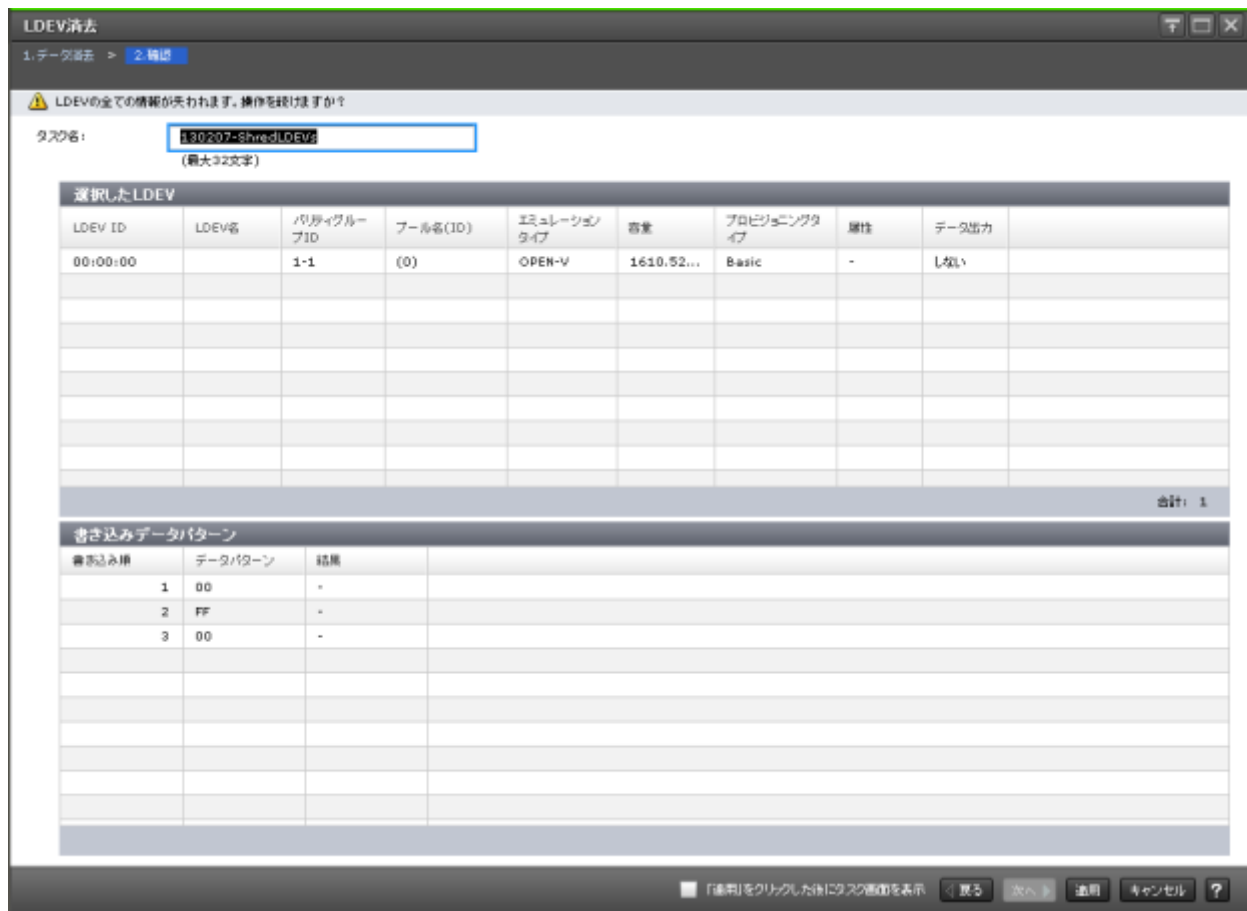 LDEV消去
1.データ消去 > 2.確認
LDEVの全ての情報が失われます。操作を続けますか?
タスク名:
130207-ShredLDEVs
(最大32文字)
選択したLDEV
LDEV ID LDEV名 パリティグループID プール名(ID) エミュレーションタイプ 容量 プロビジョニングタイプ 属性 データ出力
00:00:00 1-1 (0) OPEN-V 1610.52... Basic - しない
合計: 1
書き込みデータパターン
書き込み順 データパターン 結果
1 00 -
2 FF -
3 00 -
「適用」をクリックした後にタスク画面を表示 戻る 次へ 適用 キャンセル ?